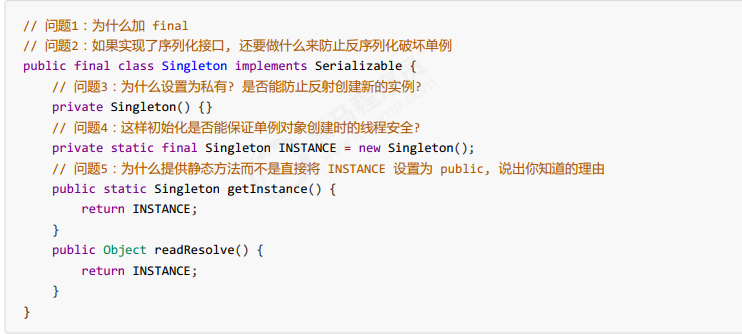 // 问题1：为什么加 final
// 问题2：如果实现了序列化接口, 还要做什么来防止反序列化破坏单例
public final class Singleton implements Serializable {
// 问题3：为什么设置为私有? 是否能防止反射创建新的实例?
private Singleton() {}
// 问题4：这样初始化是否能保证单例对象创建时的线程安全?
private static final Singleton INSTANCE = new Singleton();
// 问题5：为什么提供静态方法而不是直接将 INSTANCE 设置为 public, 说出你知道的理由
public static Singleton getInstance() {
return INSTANCE;
}
public Object readResolve() {
return INSTANCE;
}
}